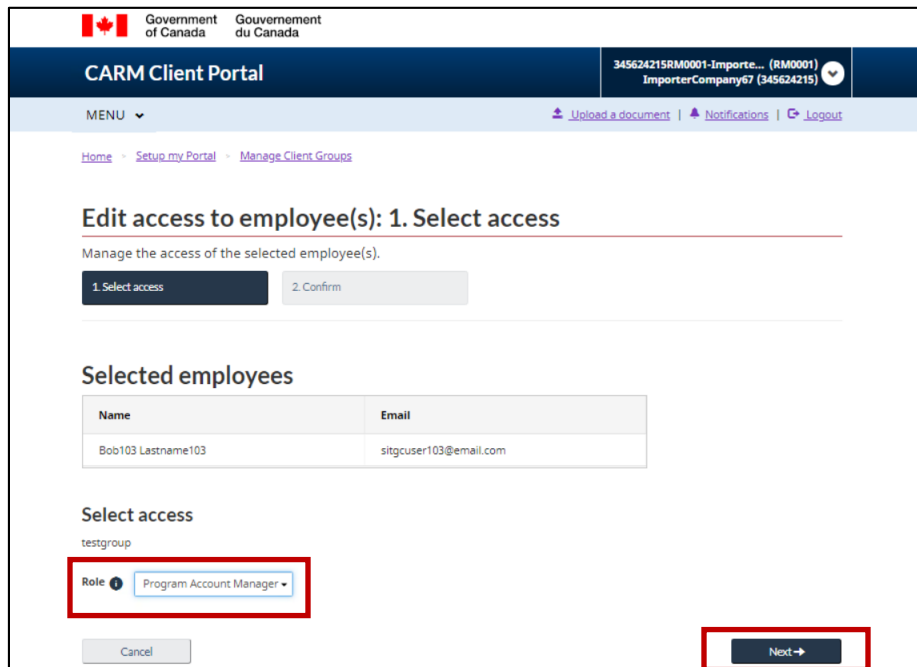 Government Gouvernement
of Canada du Canada
CARM Client Portal
345624215RM0001-Importe... (RM0001)
ImporterCompany67 (345624215)
MENU
Upload a document | Notifications | Logout
Home > Setup my Portal > Manage Client Groups
Edit access to employee(s): 1. Select access
Manage the access of the selected employee(s).
1. Select access 2. Confirm
Selected employees
Name Email
Bob103 Lastname103 sitgcuser103@email.com
Select access
testgroup
Role Program Account Manager
Cancel Next